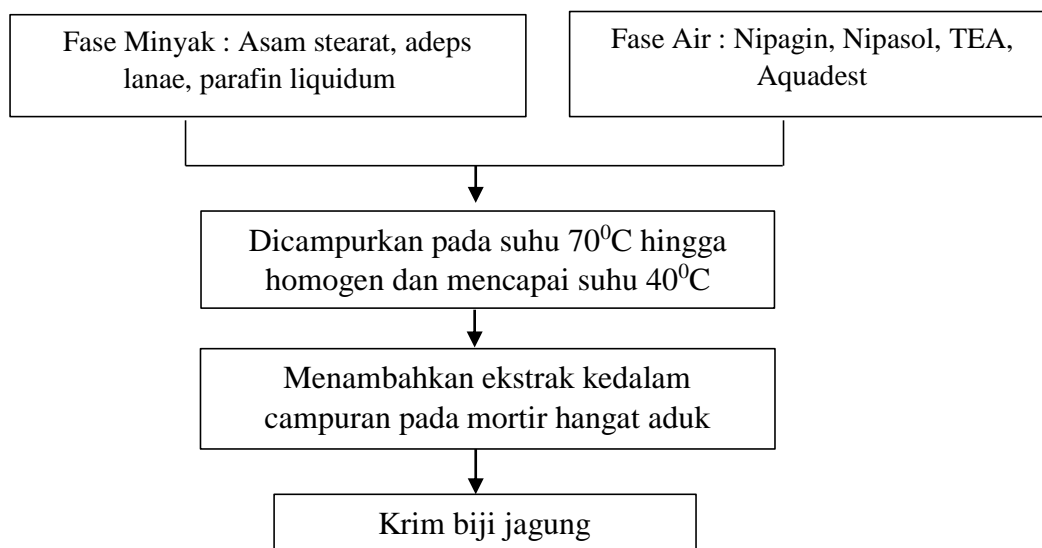 Fase Minyak : Asam stearat, adeps
lanae, parafin liquidum
Fase Air : Nipagin, Nipasol, TEA,
Aquadest
Dicampurkan pada suhu 70⁰C hingga
homogen dan mencapai suhu 40⁰C
Menambahkan ekstrak kedalam
campuran pada mortir hangat aduk
Krim biji jagung